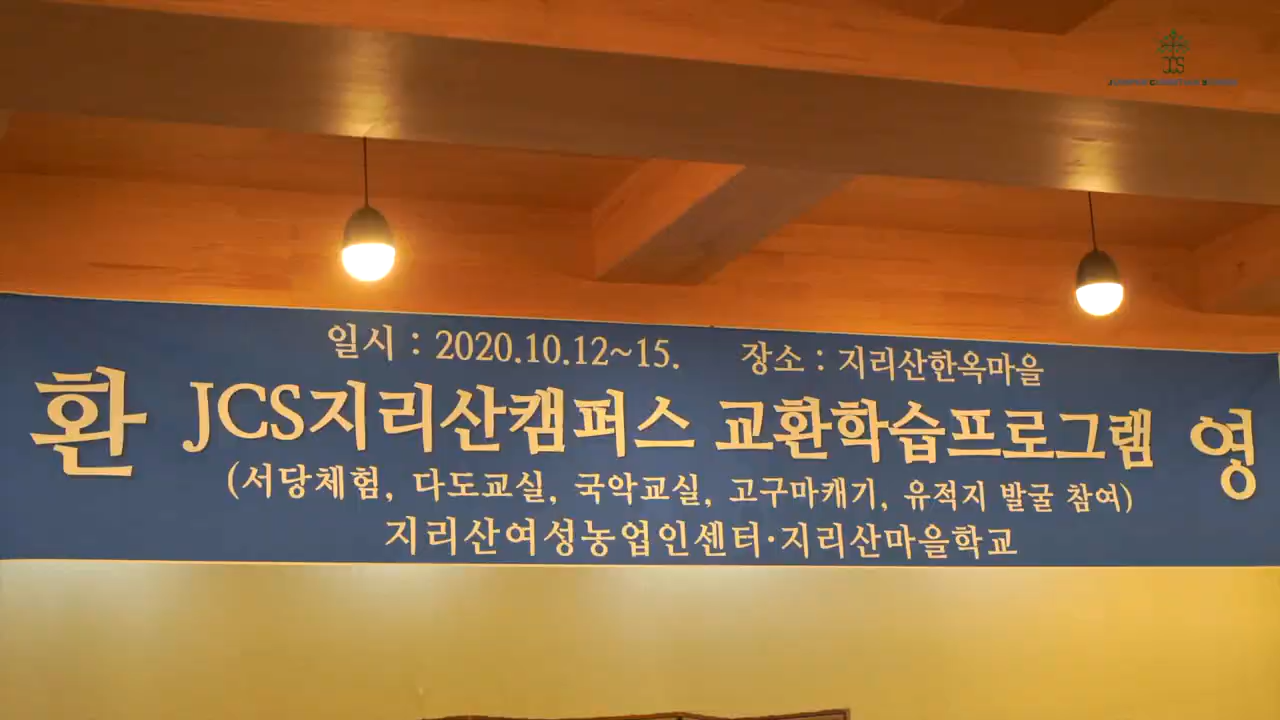 JCS
일시 : 2020.10.12~15. 장소 : 지리산한옥마을
환 JCS지리산캠퍼스 교환학습프로그램 영
(서당체험, 다도교실, 국악교실, 고구마캐기, 유적지 발굴 참여)
지리산여성농업인센터·지리산마을학교